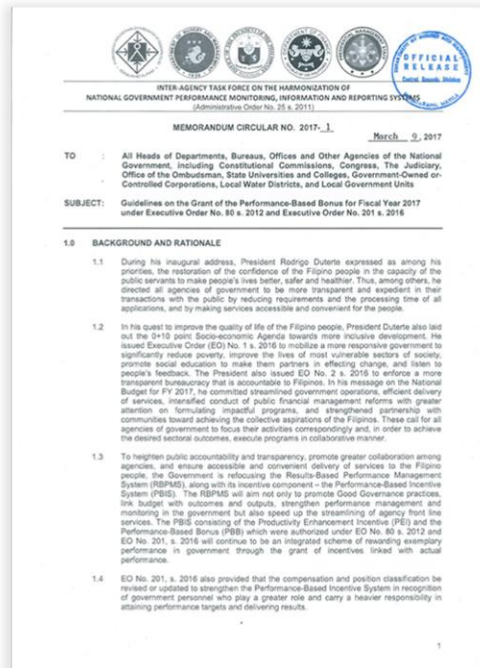 OFFICIAL
RELEASE
INTER-AGENCY TASK FORCE ON THE HARMONIZATION OF
NATIONAL GOVERNMENT PERFORMANCE MONITORING, INFORMATION AND REPORTING SYSTEMS
(Administrative Order No. 25 s. 2011)
MEMORANDUM CIRCULAR NO. 2017- 1
March 9, 2017
TO : All Heads of Departments, Bureaus, Offices and Other Agencies of the National
Government, including Constitutional Commissions, Congress, The Judiciary,
Office of the Ombudsman, State Universities and Colleges, Government-Owned or-
Controlled Corporations, Local Water Districts, and Local Government Units
SUBJECT: Guidelines on the Grant of the Performance-Based Bonus for Fiscal Year 2017
under Executive Order No. 80 s. 2012 and Executive Order No. 201 s. 2016
1.0 BACKGROUND AND RATIONALE
1.1 During his inaugural address, President Rodrigo Duterte expressed as among his
priorities, the restoration of the confidence of the Filipino people in the capacity of the
public servants to make people's lives better, safer and healthier. Thus, among others, he
directed all agencies of government to be more transparent and expedient in their
transactions with the public by reducing requirements and the processing time of all
applications, and by making services accessible and convenient for the people.
1.2 In his quest to improve the quality of life of the Filipino people, President Duterte also laid
out the 0+10 point Socio-economic Agenda towards more inclusive development. He
issued Executive Order (EO) No. 1 s. 2016 to mobilize a more responsive government to
significantly reduce poverty, improve the lives of most vulnerable sectors of society,
promote social education to make them partners in effecting change, and listen to
people's feedback. The President also issued EO No. 2 s. 2016 to enforce a more
transparent bureaucracy that is accountable to Filipinos. In his message on the National
Budget for FY 2017, he committed streamlined government operations, efficient delivery
of services, intensified conduct of public financial management reforms with greater
attention on formulating impactful programs, and strengthened partnership with
communities toward achieving the collective aspirations of the Filipinos. These call for all
agencies of government to focus their activities correspondingly and, in order to achieve
the desired sectoral outcomes, execute programs in collaborative manner.
1.3 To heighten public accountability and transparency, promote greater collaboration among
agencies, and ensure accessible and convenient delivery of services to the Filipino
people, the Government is refocusing the Results-Based Performance Management
System (RBPMS), along with its incentive component – the Performance-Based Incentive
System (PBIS). The RBPMS will aim not only to promote Good Governance practices,
link budget with outcomes and outputs, strengthen performance management and
monitoring in the government but also speed up the streamlining of agency front line
services. The PBIS consisting of the Productivity Enhancement Incentive (PEI) and the
Performance-Based Bonus (PBB) which were authorized under EO No. 80 s. 2012 and
EO No. 201, s. 2016 will continue to be an integrated scheme of rewarding exemplary
performance in government through the grant of incentives linked with actual
performance.
1.4 EO No. 201, s. 2016 also provided that the compensation and position classification be
revised or updated to strengthen the Performance-Based Incentive System in recognition
of government personnel who play a greater role and carry a heavier responsibility in
attaining performance targets and delivering results.
1